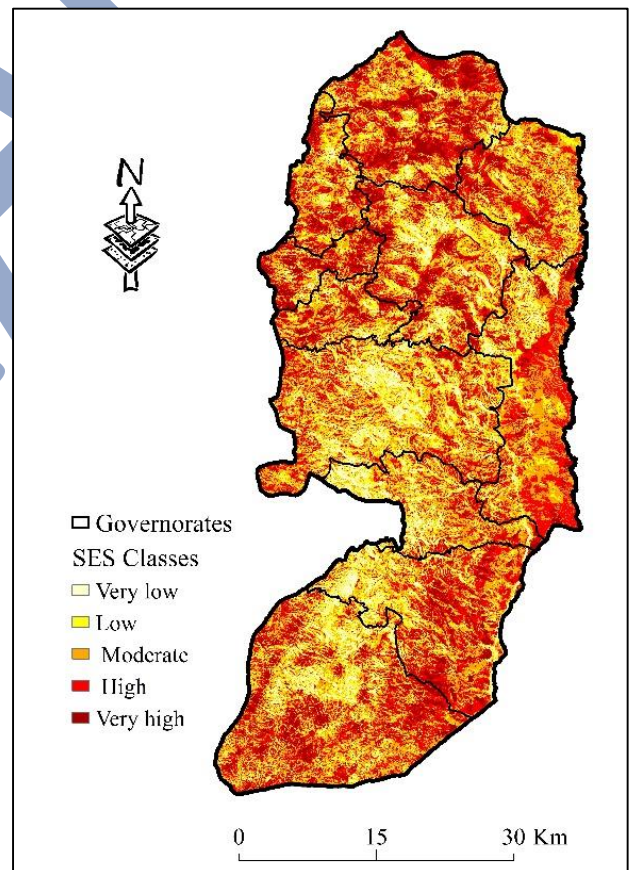 N
Governorates
SES Classes
Very low
Low
Moderate
High
Very high
0 15 30 Km